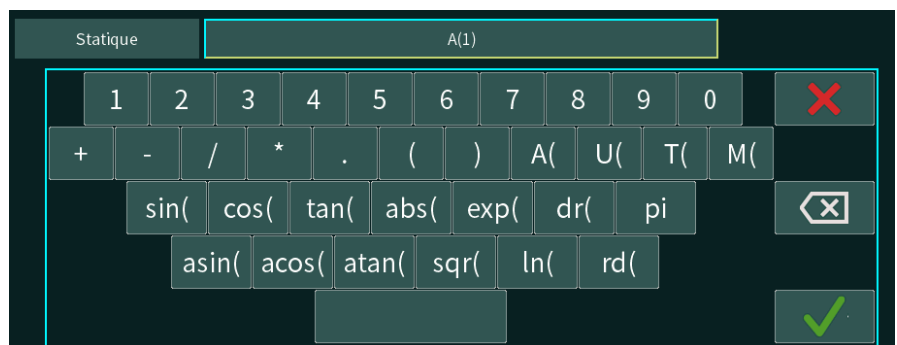 Statique A(1)
1 2 3 4 5 6 7 8 9 0
+ - / * . ( ) A( U( T( M(
sin( cos( tan( abs( exp( dr( pi
asin( acos( atan( sqr( ln( rd(